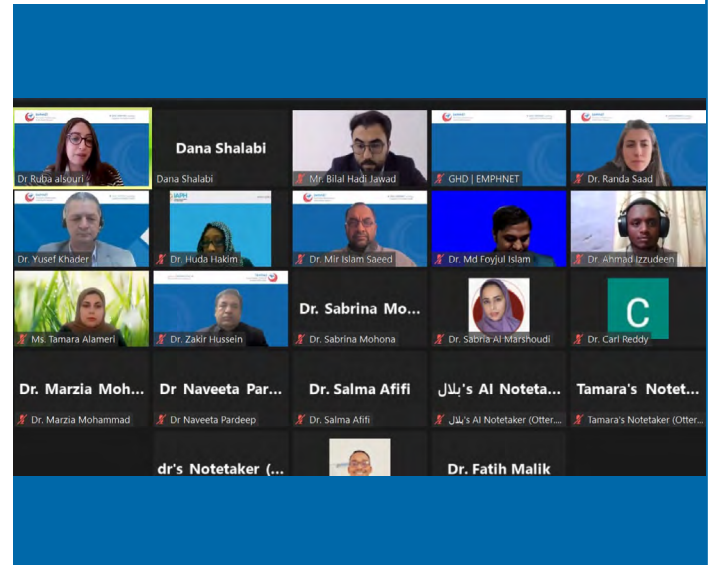 Dr Ruba alsouri
Dana Shalabi
Dana Shalabi
Mr. Bilal Hadi Jawad
GHD | EMPHNET
Dr. Randa Saad
Dr. Yusef Khader
IAPH
Dr. Huda Hakim
Dr. Mir Islam Saeed
Dr. Md Foyjul Islam
Dr. Ahmad Izzudeen
Ms. Tamara Alameri
Dr. Zakir Hussein
Dr. Sabrina Mo...
Dr. Sabrina Mohona
Dr. Sabria Al Marshoudi
C
Dr. Carl Reddy
Dr. Marzia Moh...
Dr. Marzia Mohammad
Dr Naveeta Par...
Dr Naveeta Pardeep
Dr. Salma Afifi
Dr. Salma Afifi
بلال's AI Noteta...
بلال's AI Notetaker (Otter....
Tamara's Notet...
Tamara's Notetaker (Otter...
dr's Notetaker (...
Dr. Fatih Malik